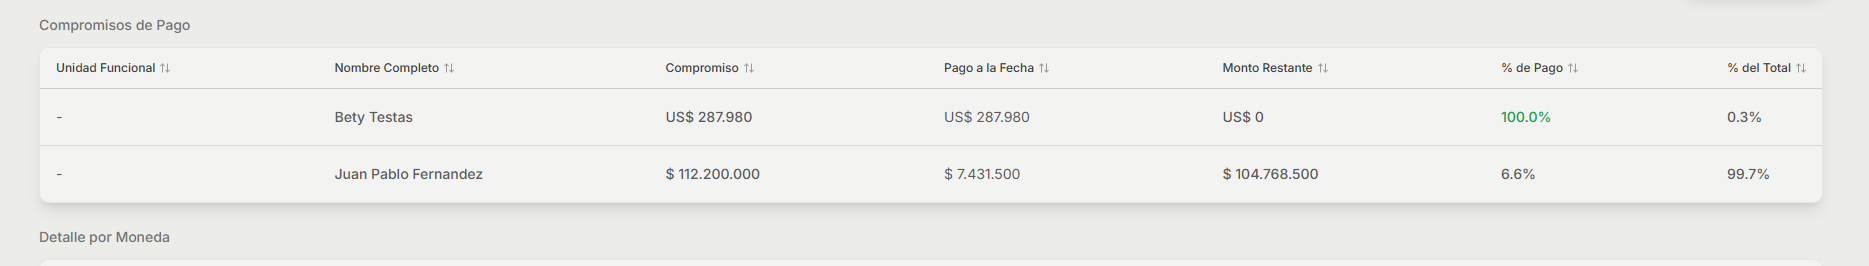 Compromisos de Pago
Unidad Funcional Nombre Completo Compromiso Pago a la Fecha Monto Restante % de Pago % del Total
- Bety Testas US$ 287.980 US$ 287.980 US$ 0 100.0% 0.3%
- Juan Pablo Fernandez $ 112.200.000 $ 7.431.500 $ 104.768.500 6.6% 99.7%
Detalle por Moneda